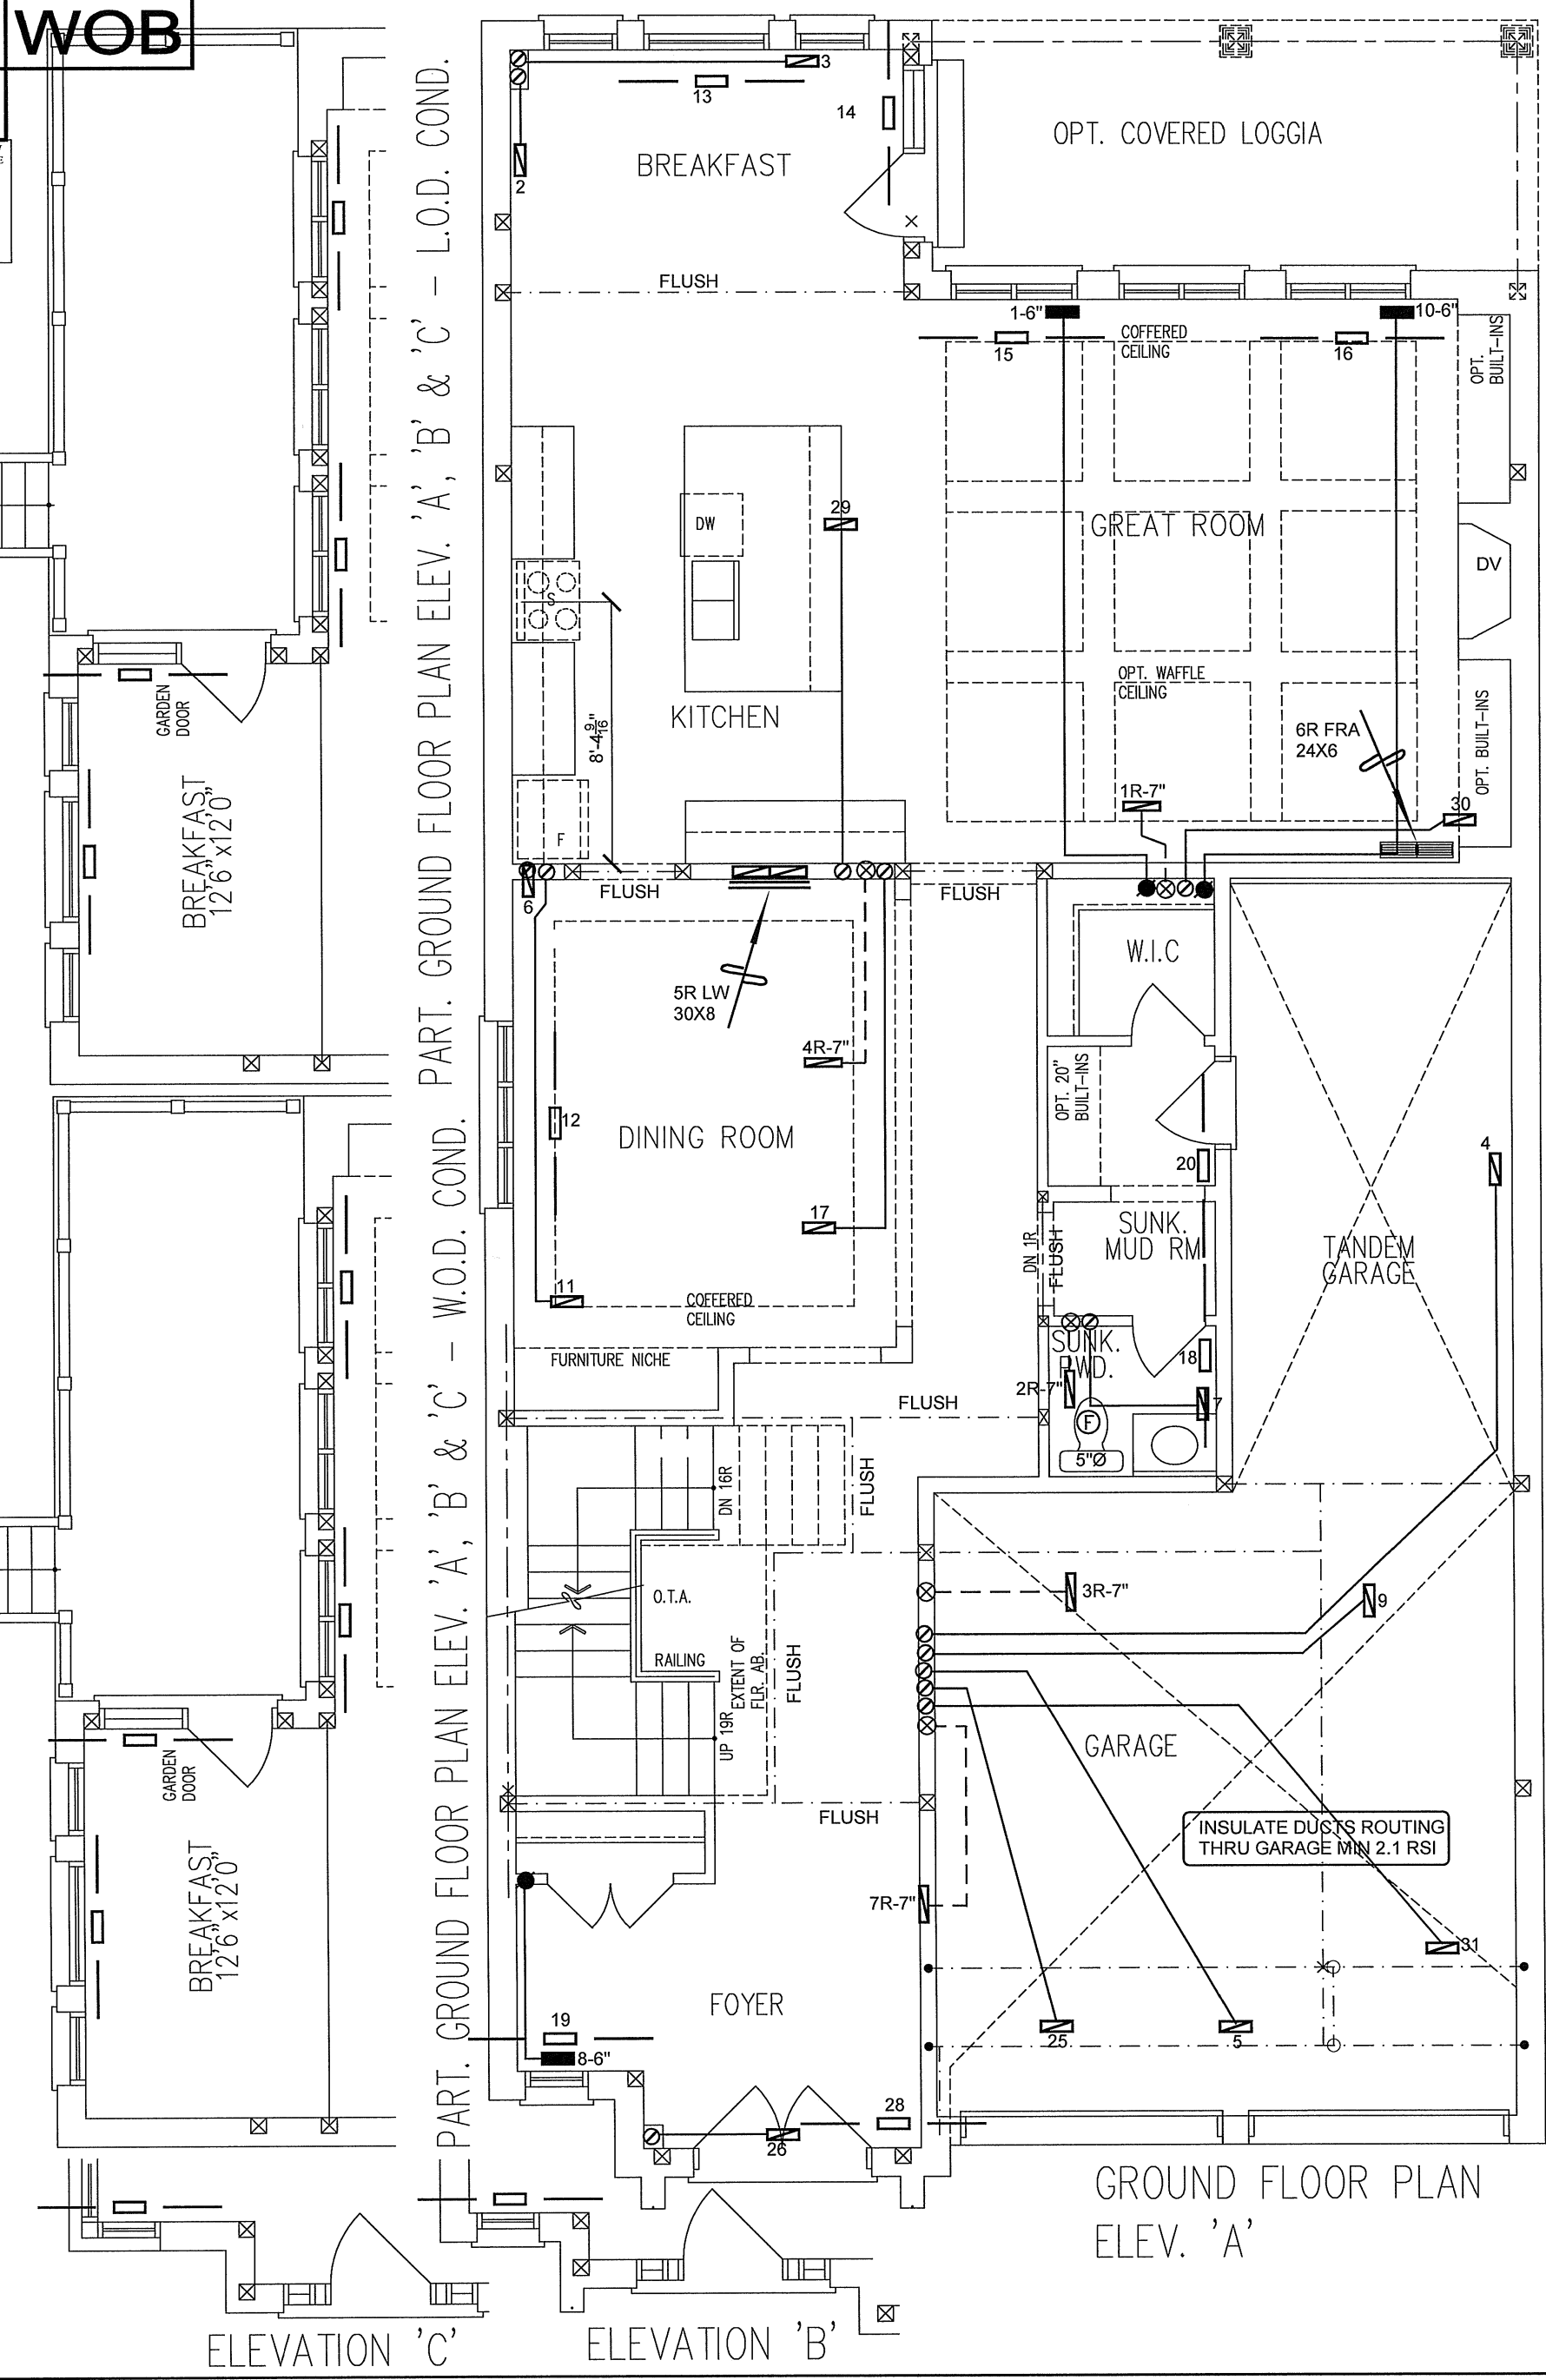 WOB
3
13
14
2
BREAKFAST
OPT. COVERED LOGGIA
FLUSH
1-6"
10-6"
15
COFFERED
CEILING
16
OPT.
BUILT-INS
29
DW
GREAT ROOM
DV
S
8'-4 9/16"
KITCHEN
OPT. WAFFLE
CEILING
6R FRA
24X6
OPT. BUILT-INS
1R-7"
30
F
6
FLUSH
FLUSH
W.I.C
5R LW
30X8
4R-7"
OPT. 20"
BUILT-INS
12
DINING ROOM
20
4
17
DN 1R
FLUSH
SUNK.
MUD RM
TANDEM
GARAGE
11
COFFERED
CEILING
FURNITURE NICHE
SUNK.
PWD.
18
2R-7"
7
F
5"Ø
FLUSH
DN 16R
FLUSH
O.T.A.
3R-7"
9
RAILING
EXTENT OF
FLR. AB.
FLUSH
UP 19R
GARAGE
FLUSH
INSULATE DUCTS ROUTING
THRU GARAGE MIN 2.1 RSI
7R-7"
31
FOYER
19
8-6"
25
5
28
26
GROUND FLOOR PLAN
ELEV. 'A'
PART. GROUND FLOOR PLAN ELEV. 'A', 'B' & 'C' - L.O.D. COND.
GARDEN
DOOR
BREAKFAST
12'6"x12'0"
PART. GROUND FLOOR PLAN ELEV. 'A', 'B' & 'C' - W.O.D. COND.
GARDEN
DOOR
BREAKFAST
12'6"x12'0"
ELEVATION 'C'
ELEVATION 'B'